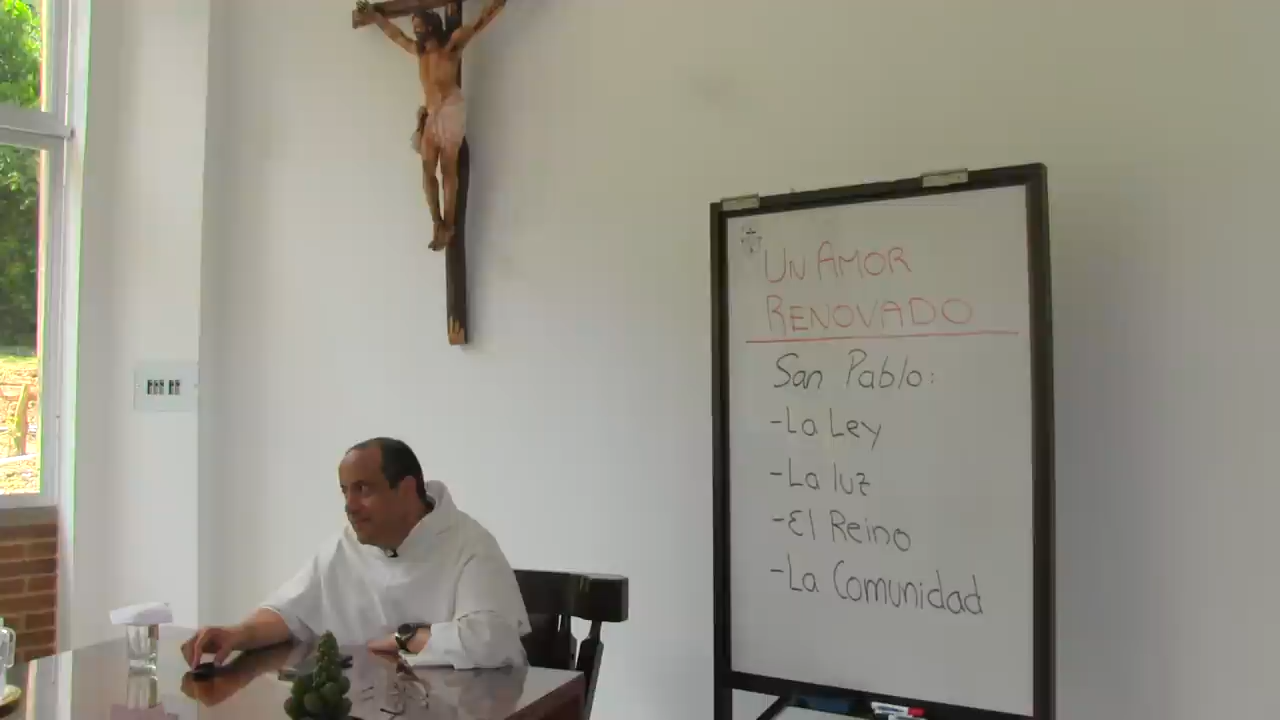 UN AMOR
RENOVADO
San Pablo:
-La Ley
-La luz
-El Reino
-La Comunidad